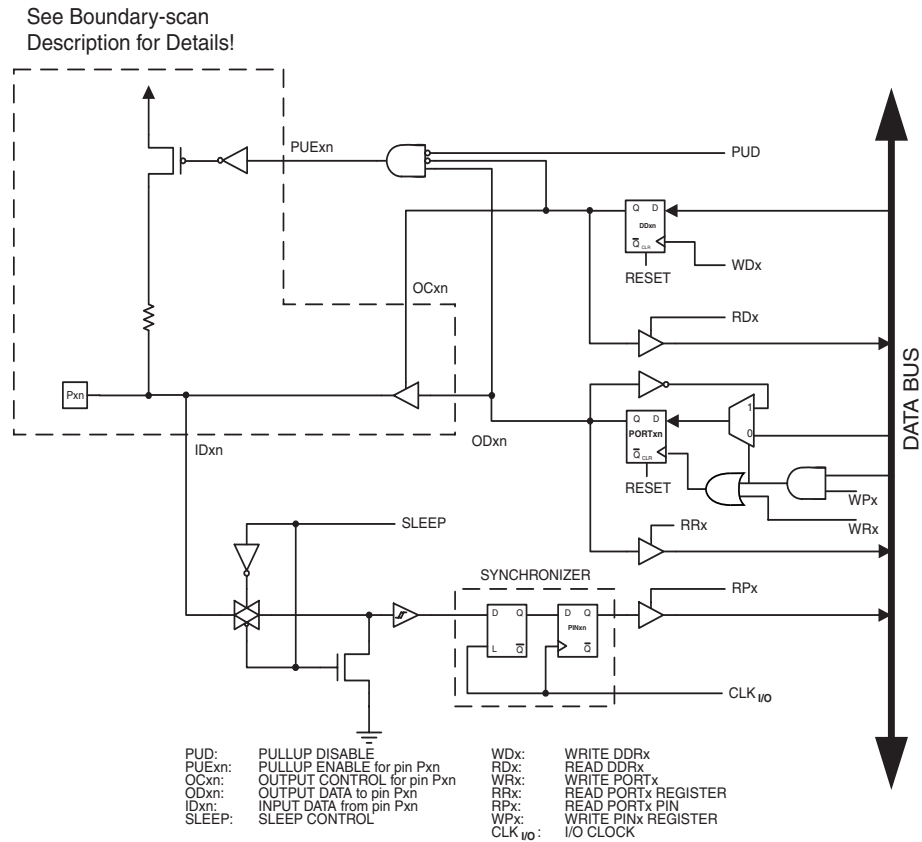 See Boundary-scan
Description for Details!
PUExn
PUD
Q D
DDxn
Q CLR
RESET
WDx
OCxn
RDx
Pxn
ODxn
IDxn
1
0
Q D
PORTxn
Q CLR
RESET
WPx
WRx
RRx
SLEEP
SYNCHRONIZER
RPx
D Q
L Q
D Q
PINxn
Q
CLK I/O
DATA BUS
PUD: PULLUP DISABLE
PUExn: PULLUP ENABLE for pin Pxn
OCxn: OUTPUT CONTROL for pin Pxn
ODxn: OUTPUT DATA to pin Pxn
IDxn: INPUT DATA from pin Pxn
SLEEP: SLEEP CONTROL
WDx: WRITE DDRx
RDx: READ DDRx
WRx: WRITE PORTx
RRx: READ PORTx REGISTER
RPx: READ PORTx PIN
WPx: WRITE PINx REGISTER
CLK I/O: I/O CLOCK